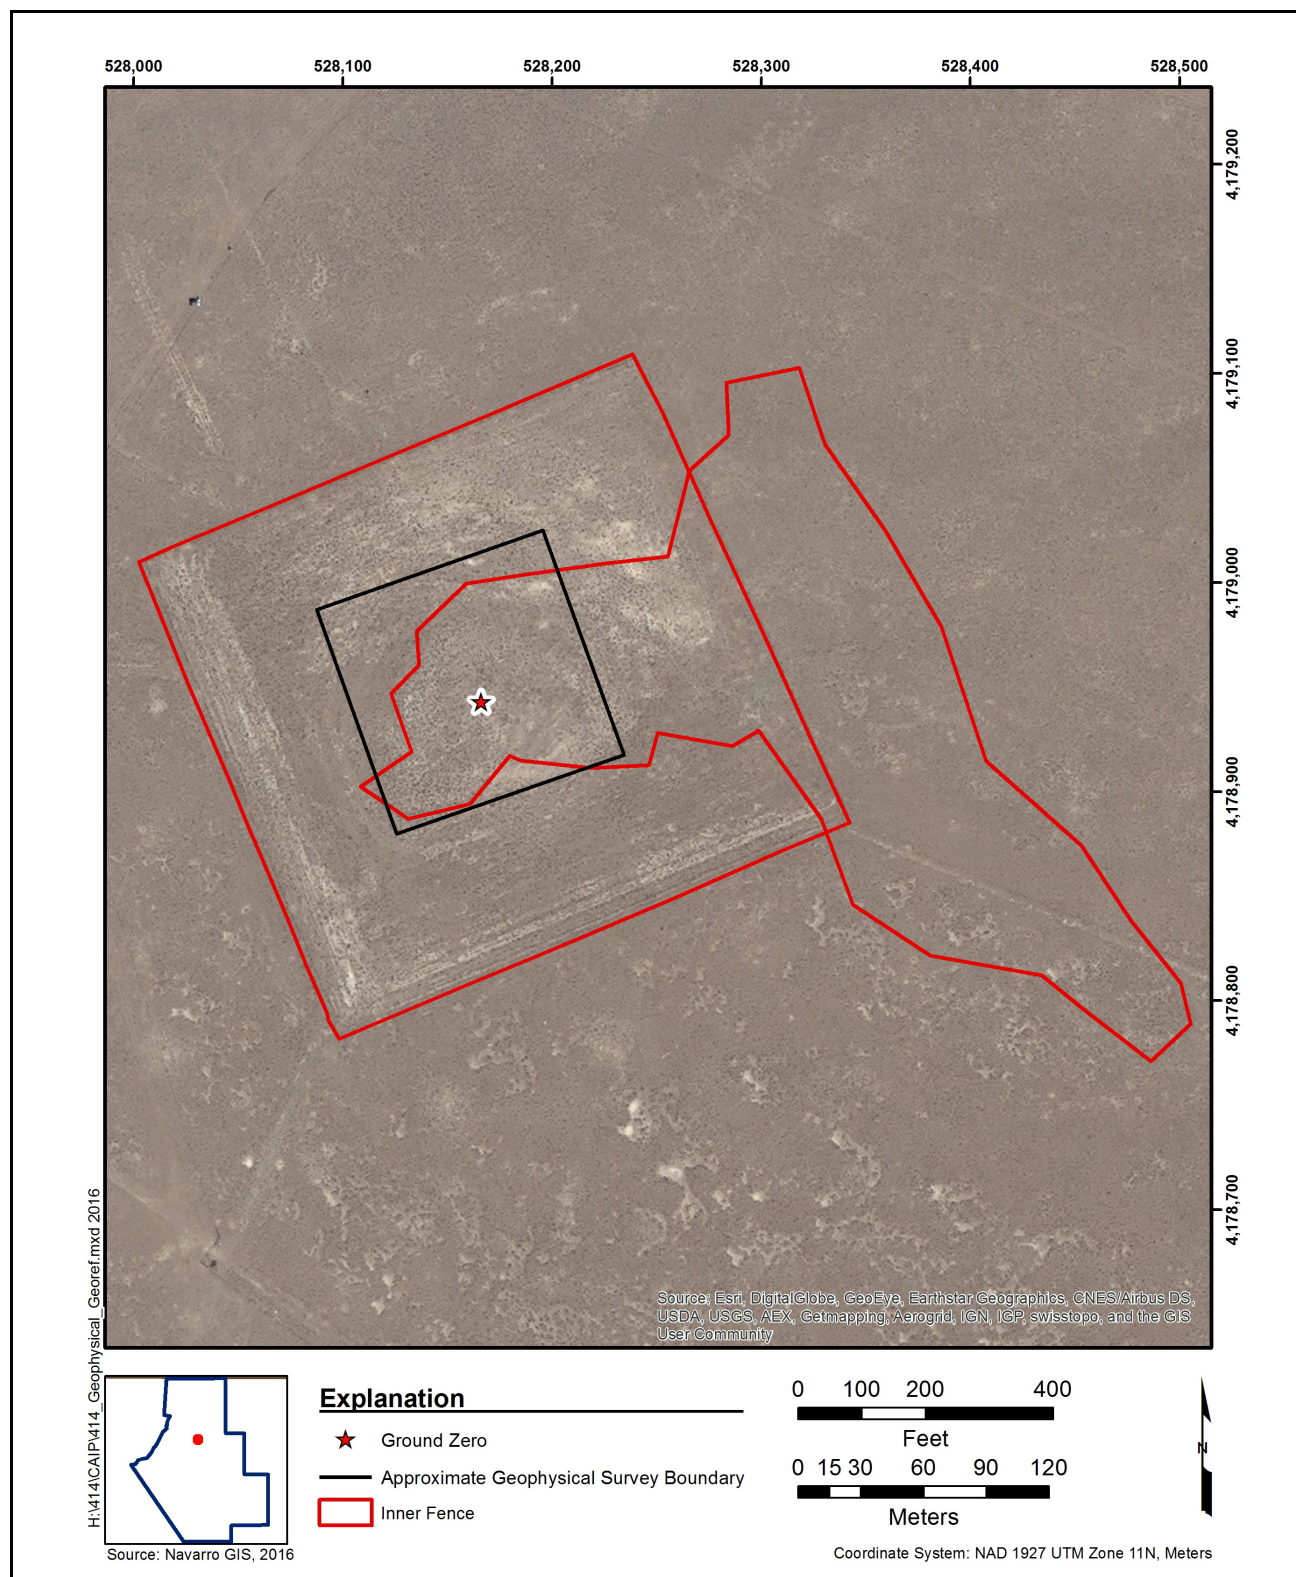 528,000 528,100 528,200 528,300 528,400 528,500
4,179,200
4,179,100
4,179,000
4,178,900
4,178,800
4,178,700
H:\414\CAIP\414_Geophysical_Georef.mxd 2016
Source: Esri, DigitalGlobe, GeoEye, Earthstar Geographics, CNES/Airbus DS,
USDA, USGS, AEX, Getmapping, Aerogrid, IGN, IGP, swisstopo, and the GIS
User Community
Source: Navarro GIS, 2016
Explanation
Ground Zero
Approximate Geophysical Survey Boundary
Inner Fence
0 100 200 400
Feet
0 15 30 60 90 120
Meters
N
Coordinate System: NAD 1927 UTM Zone 11N, Meters